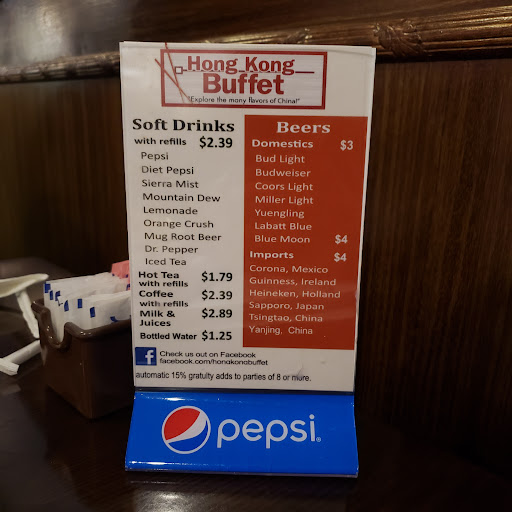 Hong Kong
Buffet
"Explore the many flavors of China!"
Soft Drinks
with refills $2.39
Pepsi
Diet Pepsi
Sierra Mist
Mountain Dew
Lemonade
Orange Crush
Mug Root Beer
Dr. Pepper
Iced Tea
Hot Tea $1.79
with refills
Coffee $2.39
with refills
Milk & $2.89
Juices
Bottled Water $1.25
Beers
Domestics $3
Bud Light
Budweiser
Coors Light
Miller Light
Yuengling
Labatt Blue
Blue Moon $4
Imports $4
Corona, Mexico
Guinness, Ireland
Heineken, Holland
Sapporo, Japan
Tsingtao, China
Yanjing, China
f Check us out on Facebook
facebook.com/hongkongbuffet
automatic 15% gratuity adds to parties of 8 or more.
pepsi